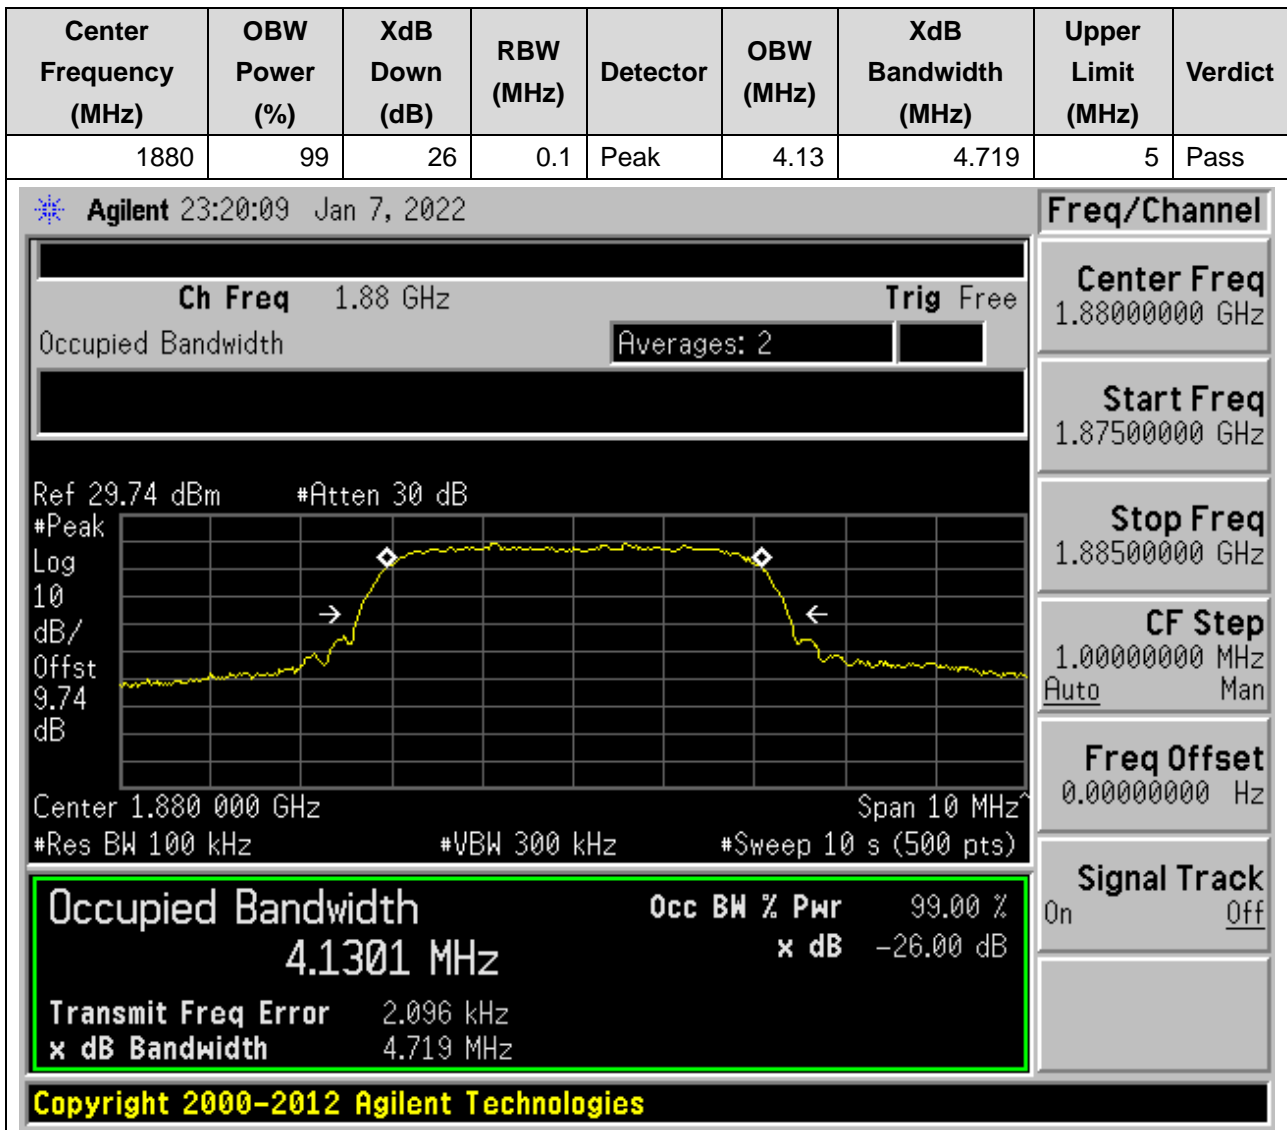 Center Frequency (MHz) OBW Power (%) XdB Down (dB) RBW (MHz) Detector OBW (MHz) XdB Bandwidth (MHz) Upper Limit (MHz) Verdict
1880 99 26 0.1 Peak 4.13 4.719 5 Pass
Agilent 23:20:09 Jan 7, 2022
Ch Freq 1.88 GHz Trig Free
Occupied Bandwidth Averages: 2
Ref 29.74 dBm #Atten 30 dB
#Peak
Log
10
dB/
Offst
9.74
dB
Center 1.880 000 GHz Span 10 MHz^
#Res BW 100 kHz #VBW 300 kHz #Sweep 10 s (500 pts)
Occupied Bandwidth Occ BW % Pwr 99.00 %
4.1301 MHz x dB -26.00 dB
Transmit Freq Error 2.096 kHz
x dB Bandwidth 4.719 MHz
Copyright 2000-2012 Agilent Technologies
Freq/Channel
Center Freq
1.88000000 GHz
Start Freq
1.87500000 GHz
Stop Freq
1.88500000 GHz
CF Step
1.00000000 MHz
Auto Man
Freq Offset
0.00000000 Hz
Signal Track
On Off